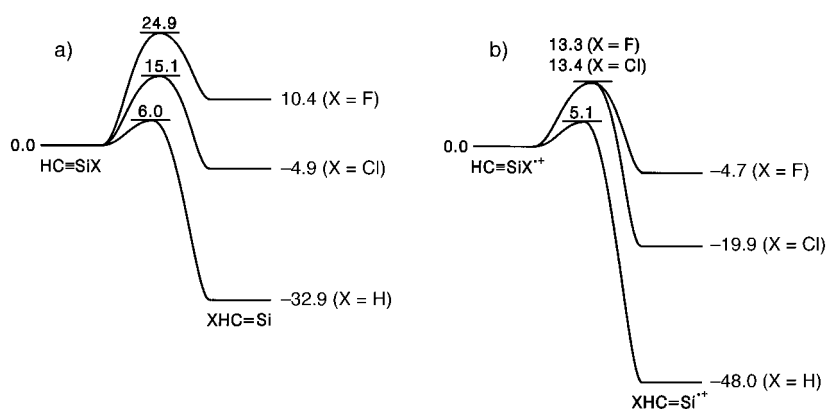 a)
24.9
15.1
6.0
0.0
HC≡SiX
10.4 (X = F)
−4.9 (X = Cl)
−32.9 (X = H)
XHC=Si
b)
13.3 (X = F)
13.4 (X = Cl)
5.1
0.0
HC≡SiX•+
−4.7 (X = F)
−19.9 (X = Cl)
−48.0 (X = H)
XHC=Si•+